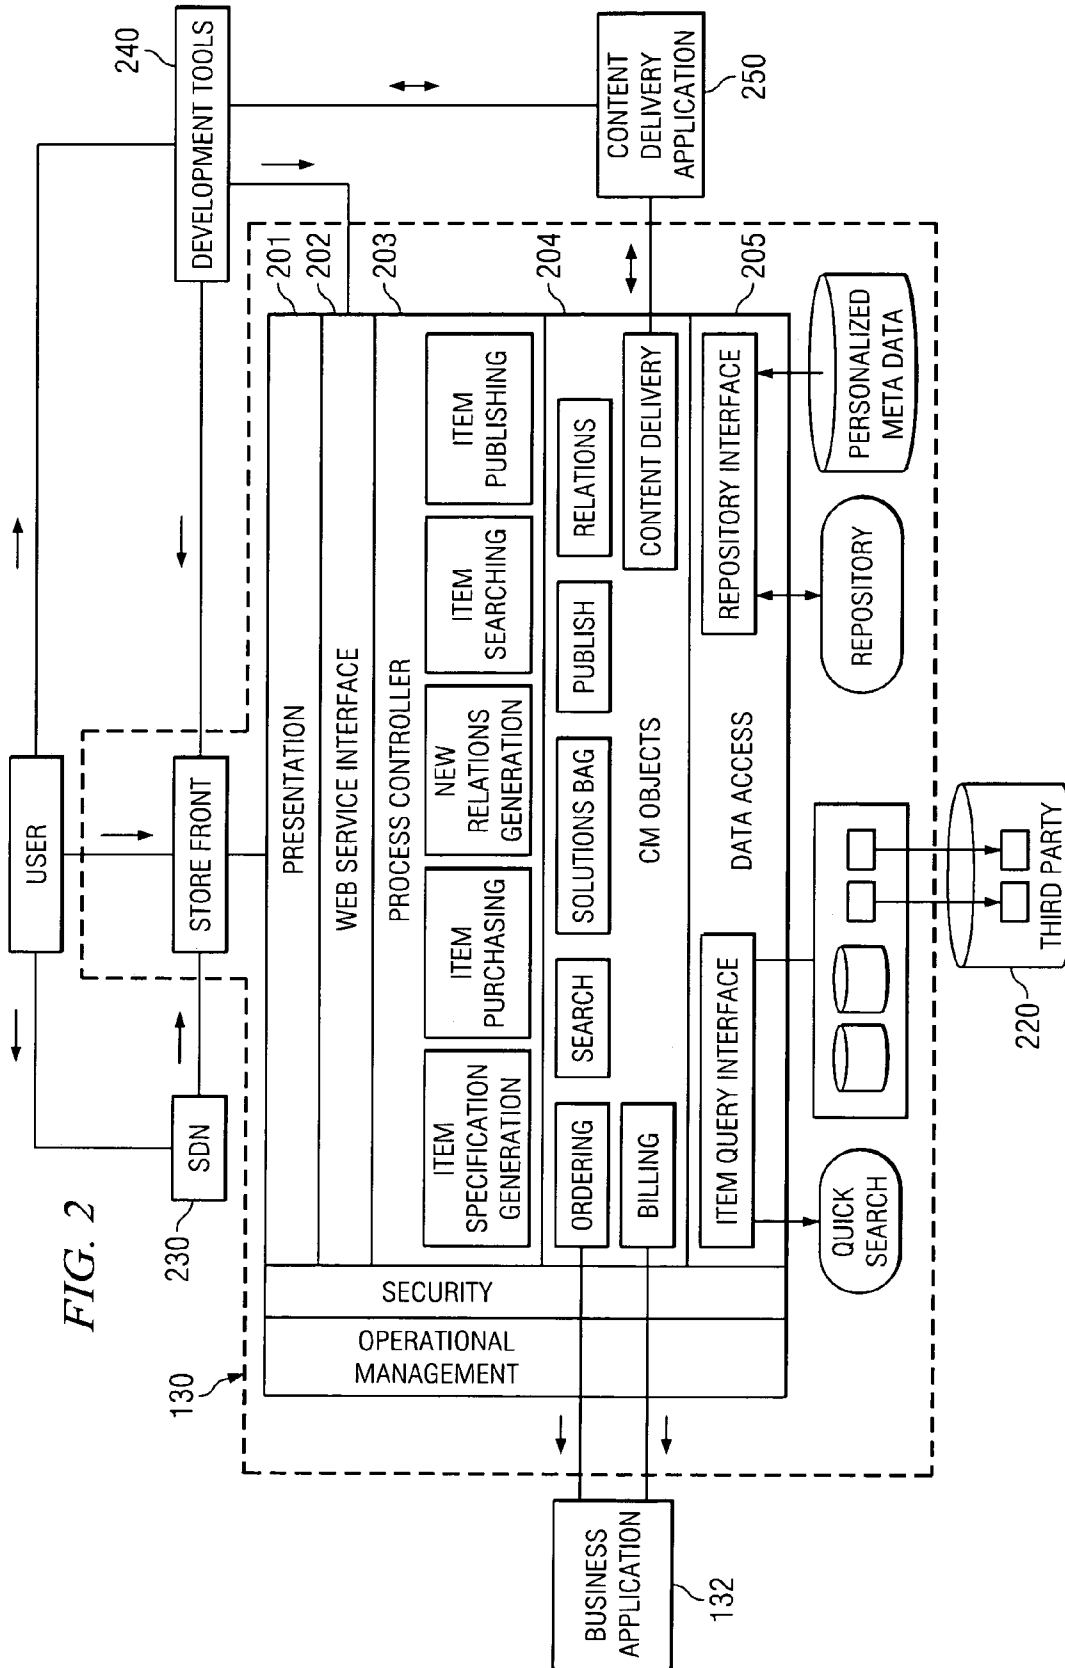 FIG. 2
USER
240
DEVELOPMENT TOOLS
230
SDN
STORE FRONT
130
201
202
203
204
205
PRESENTATION
WEB SERVICE INTERFACE
PROCESS CONTROLLER
ITEM
SPECIFICATION
GENERATION
ITEM
PURCHASING
NEW
RELATIONS
GENERATION
ITEM
SEARCHING
ITEM
PUBLISHING
ORDERING
SEARCH
SOLUTIONS BAG
PUBLISH
RELATIONS
BILLING
CM OBJECTS
CONTENT DELIVERY
DATA ACCESS
ITEM QUERY INTERFACE
REPOSITORY INTERFACE
SECURITY
OPERATIONAL
MANAGEMENT
CONTENT
DELIVERY
APPLICATION
250
BUSINESS
APPLICATION
132
QUICK
SEARCH
REPOSITORY
PERSONALIZED
META DATA
220
THIRD PARTY